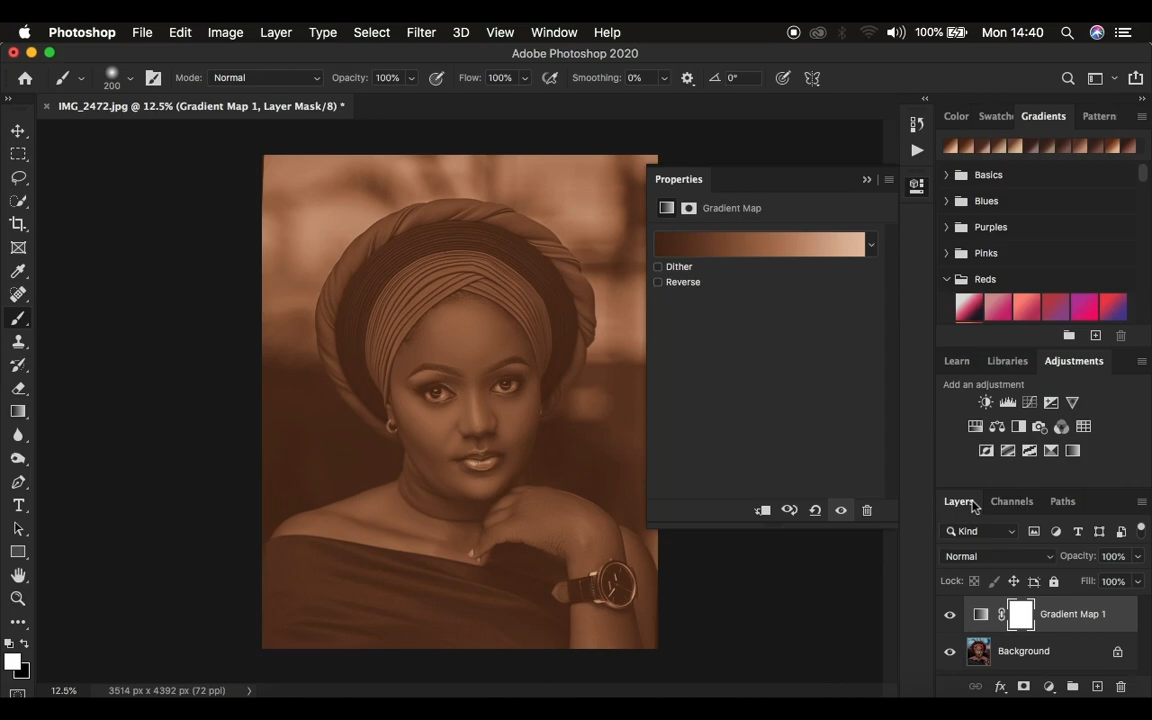 Photoshop File Edit Image Layer Type Select Filter 3D View Window Help 100% Mon 14:40
Adobe Photoshop 2020
200 Mode: Normal Opacity: 100% Flow: 100% Smoothing: 0% 0°
IMG_2472.jpg @ 12.5% (Gradient Map 1, Layer Mask/8) *
Color Swatch Gradients Pattern
Basics
Properties
Blues
Gradient Map
Purples
Pinks
Dither
Reds
Reverse
Learn Libraries Adjustments
Add an adjustment
Layers Channels Paths
Kind
Normal Opacity: 100%
Lock: Fill: 100%
Gradient Map 1
Background
12.5% 3514 px x 4392 px (72 ppi)